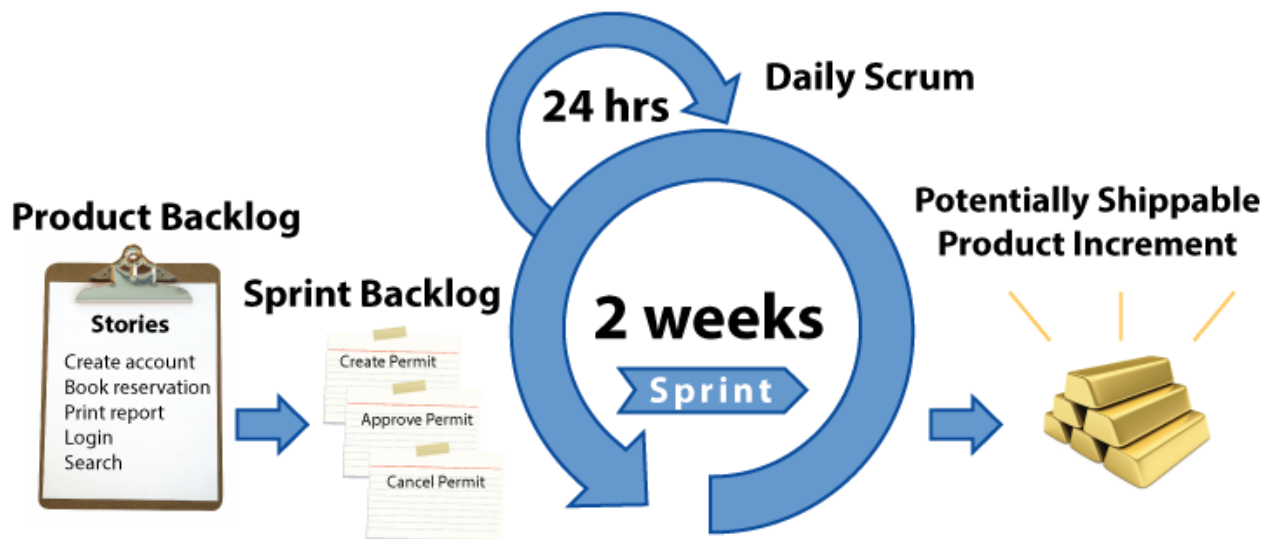 Product Backlog
Stories
Create account
Book reservation
Print report
Login
Search
Sprint Backlog
Create Permit
Approve Permit
Cancel Permit
24 hrs
Daily Scrum
2 weeks
Sprint
Potentially Shippable
Product Increment